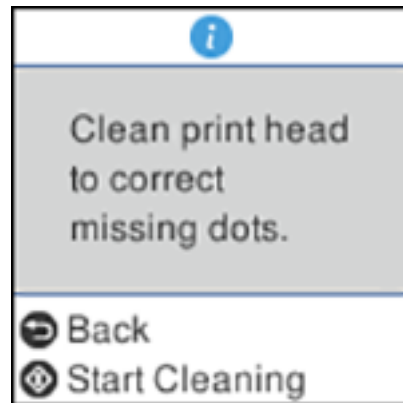 Clean print head
to correct
missing dots.
Back
Start Cleaning